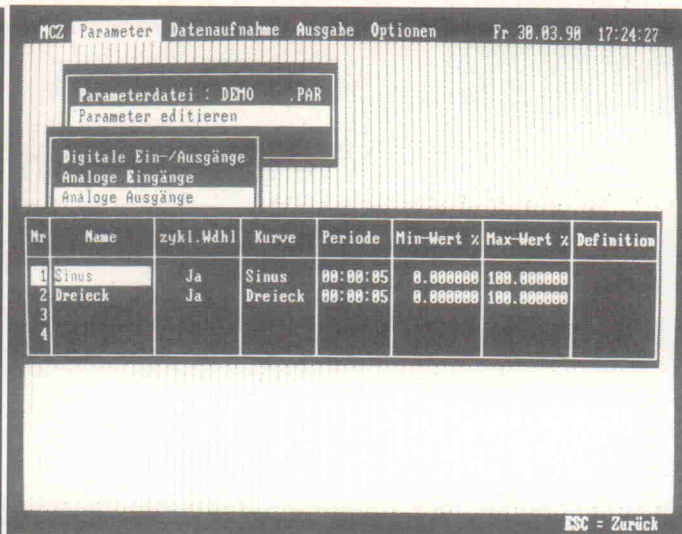 MCZ Parameter Datenaufnahme Ausgabe Optionen Fr 30.03.90 17:24:27
Parameterdatei : DEMO .PAR
Parameter editieren
Digitale Ein-/Ausgänge
Analoge Eingänge
Analoge Ausgänge
Nr Name zykl.Wdhl Kurve Periode Min-Wert % Max-Wert % Definition
1 Sinus Ja Sinus 00:00:05 0.000000 100.000000
2 Dreieck Ja Dreieck 00:00:05 0.000000 100.000000
3
4
ESC = Zurück